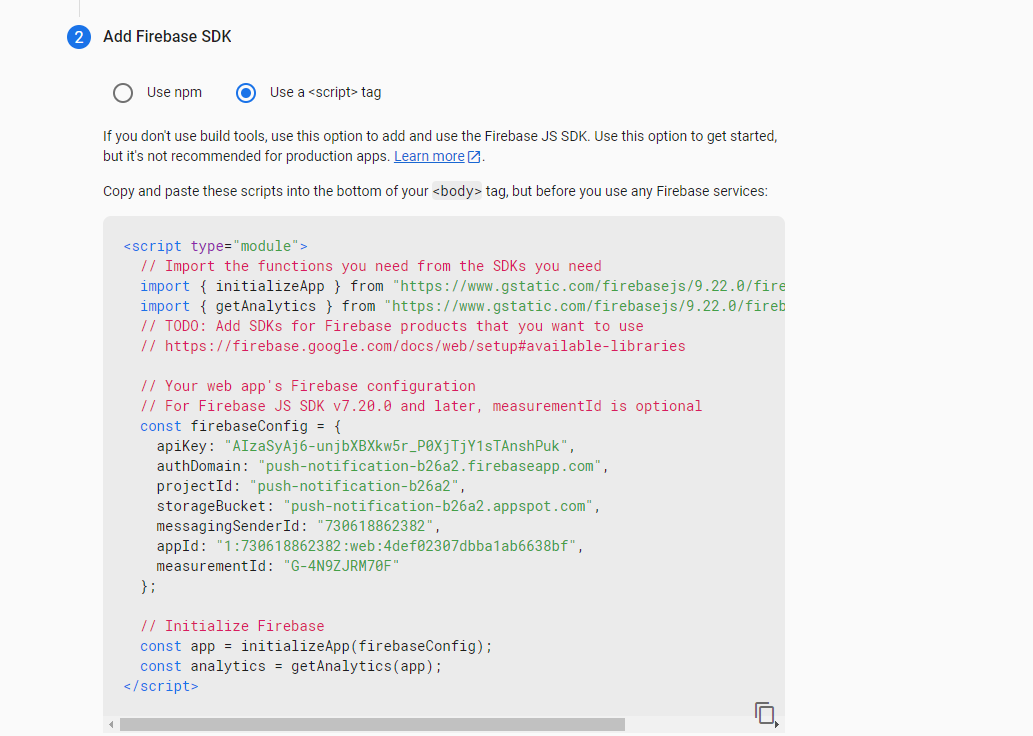 2 Add Firebase SDK
Use npm Use a <script> tag
If you don't use build tools, use this option to add and use the Firebase JS SDK. Use this option to get started,
but it's not recommended for production apps. Learn more.
Copy and paste these scripts into the bottom of your <body> tag, but before you use any Firebase services:
<script type="module">
// Import the functions you need from the SDKs you need
import { initializeApp } from "https://www.gstatic.com/firebasejs/9.22.0/fire
import { getAnalytics } from "https://www.gstatic.com/firebasejs/9.22.0/fireb
// TODO: Add SDKs for Firebase products that you want to use
// https://firebase.google.com/docs/web/setup#available-libraries
// Your web app's Firebase configuration
// For Firebase JS SDK v7.20.0 and later, measurementId is optional
const firebaseConfig = {
apiKey: "AIzaSyAj6-unjbXBXkw5r_P0XjTjY1sTAnshPuk",
authDomain: "push-notification-b26a2.firebaseapp.com",
projectId: "push-notification-b26a2",
storageBucket: "push-notification-b26a2.appspot.com",
messagingSenderId: "730618862382",
appId: "1:730618862382:web:4def02307dbba1ab6638bf",
measurementId: "G-4N9ZJRM70F"
};
// Initialize Firebase
const app = initializeApp(firebaseConfig);
const analytics = getAnalytics(app);
</script>